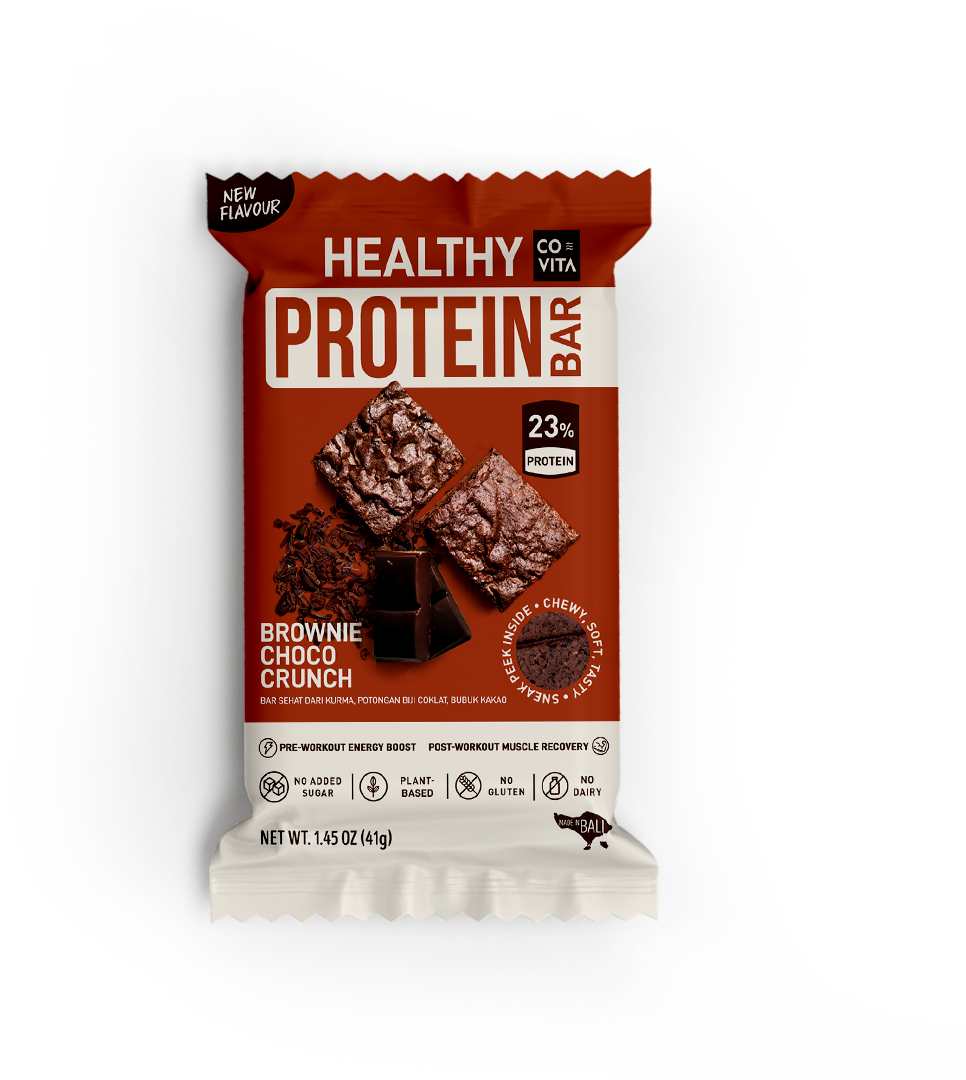 NEW
FLAVOUR
HEALTHY
CO
VITA
PROTEIN
BAR
23%
PROTEIN
SNEAK PEEK INSIDE • CHEWY, SOFT, TASTY •
BROWNIE
CHOCO
CRUNCH
BAR SEHAT DARI KURMA, POTONGAN BIJI COKLAT, BUBUK KAKAO
PRE-WORKOUT ENERGY BOOST POST-WORKOUT MUSCLE RECOVERY
NO ADDED
SUGAR
PLANT-
BASED
NO
GLUTEN
NO
DAIRY
MADE IN BALI
NET WT. 1.45 OZ (41g)